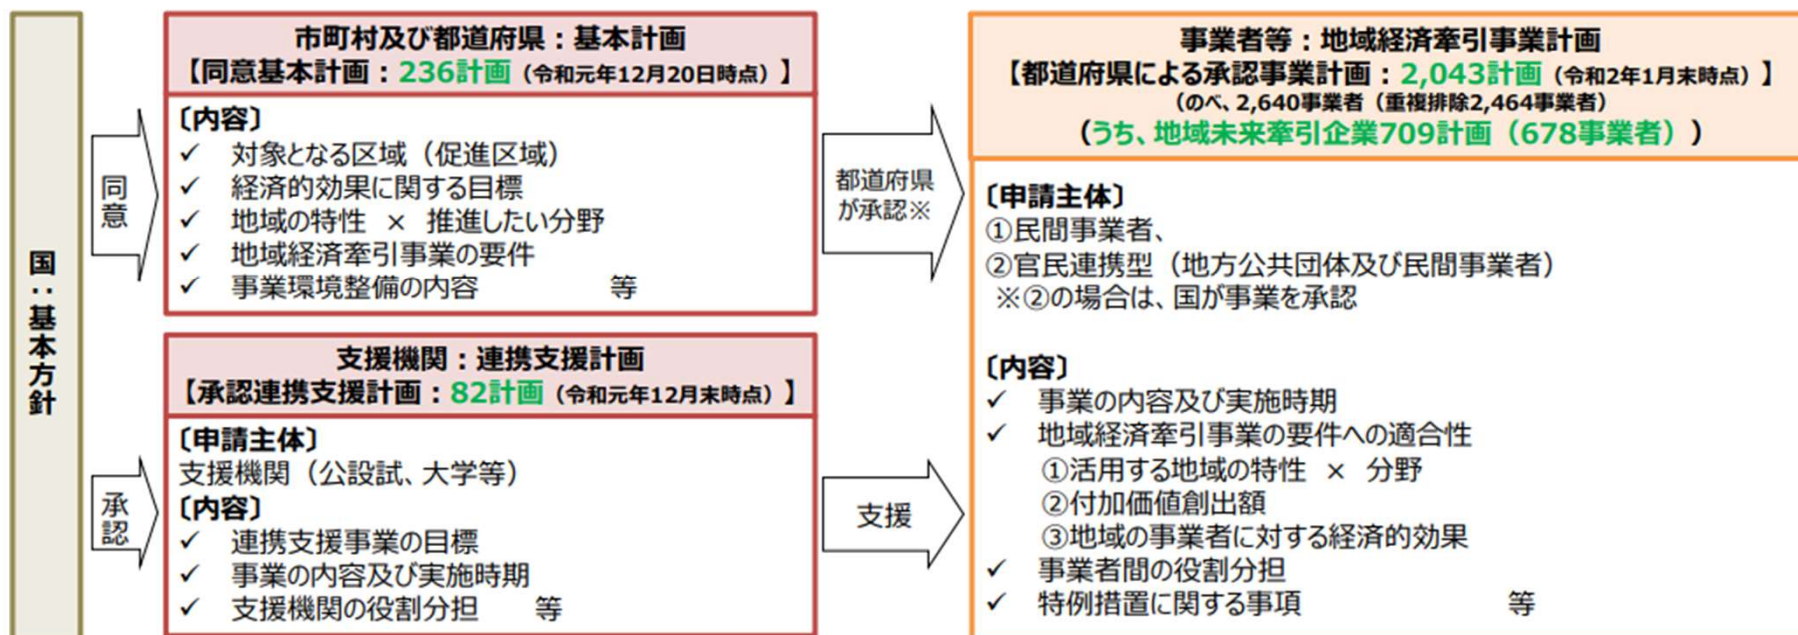 国：基本方針
同意
市町村及び都道府県：基本計画
【同意基本計画：236計画（令和元年12月20日時点）】
〔内容〕
✓ 対象となる区域（促進区域）
✓ 経済的効果に関する目標
✓ 地域の特性 × 推進したい分野
✓ 地域経済牽引事業の要件
✓ 事業環境整備の内容 等
承認
支援機関：連携支援計画
【承認連携支援計画：82計画（令和元年12月末時点）】
〔申請主体〕
支援機関（公設試、大学等）
〔内容〕
✓ 連携支援事業の目標
✓ 事業の内容及び実施時期
✓ 支援機関の役割分担 等
都道府県
が承認※
支援
事業者等：地域経済牽引事業計画
【都道府県による承認事業計画：2,043計画（令和2年1月末時点）】
（のべ、2,640事業者（重複排除2,464事業者）
（うち、地域未来牽引企業709計画（678事業者））
〔申請主体〕
①民間事業者、
②官民連携型（地方公共団体及び民間事業者）
※②の場合は、国が事業を承認
〔内容〕
✓ 事業の内容及び実施時期
✓ 地域経済牽引事業の要件への適合性
①活用する地域の特性 × 分野
②付加価値創出額
③地域の事業者に対する経済的効果
✓ 事業者間の役割分担
✓ 特例措置に関する事項 等